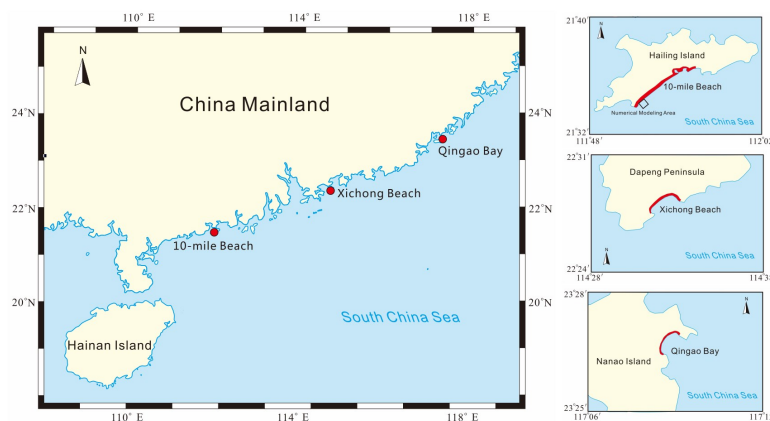 110° E
114° E
118° E
N
China Mainland
24°N
24°N
Qingao Bay
Xichong Beach
22°N
22°N
10-mile Beach
20°N
20°N
South China Sea
Hainan Island
110° E
114° E
118° E
21°40'
N
Hailing Island
10-mile Beach
Numerical Modeling Area
South China Sea
21°32'
111°48'
22°31'
Dapeng Peninsula
Xichong Beach
N
South China Sea
22°24'
114°28'
23°28'
N
Nanao Island
Qingao Bay
South China Sea
23°25'
117°06'